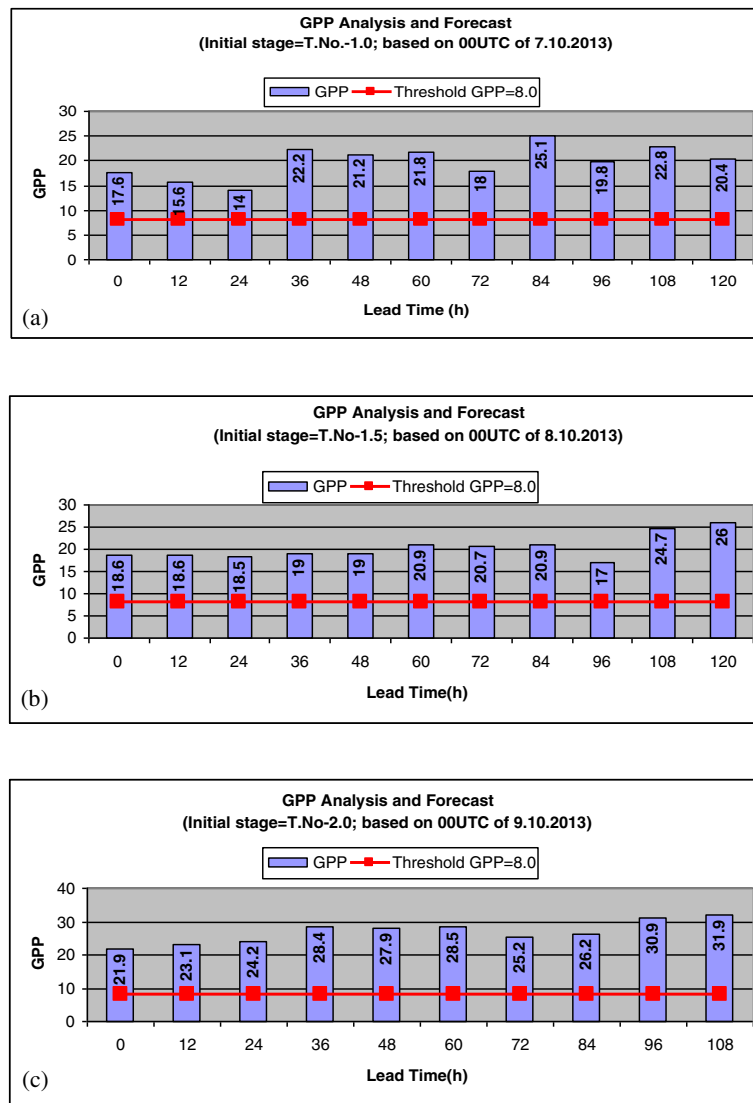 GPP Analysis and Forecast
(Initial stage=T.No.-1.0; based on 00UTC of 7.10.2013)
GPP Threshold GPP=8.0
30
25
20
15
10
5
0
GPP
17.6 15.6 14 22.2 21.2 21.8 18 25.1 19.8 22.8 20.4
0 12 24 36 48 60 72 84 96 108 120
Lead Time (h)
(a)
GPP Analysis and Forecast
(Initial stage=T.No-1.5; based on 00UTC of 8.10.2013)
GPP Threshold GPP=8.0
30
25
20
15
10
5
0
GPP
18.6 18.6 18.5 19 19 20.9 20.7 20.9 17 24.7 26
0 12 24 36 48 60 72 84 96 108 120
Lead Time(h)
(b)
GPP Analysis and Forecast
(Initial stage=T.No-2.0; based on 00UTC of 9.10.2013)
GPP Threshold GPP=8.0
40
30
20
10
0
GPP
21.9 23.1 24.2 28.4 27.9 28.5 25.2 26.2 30.9 31.9
0 12 24 36 48 60 72 84 96 108
Lead Time(h)
(c)